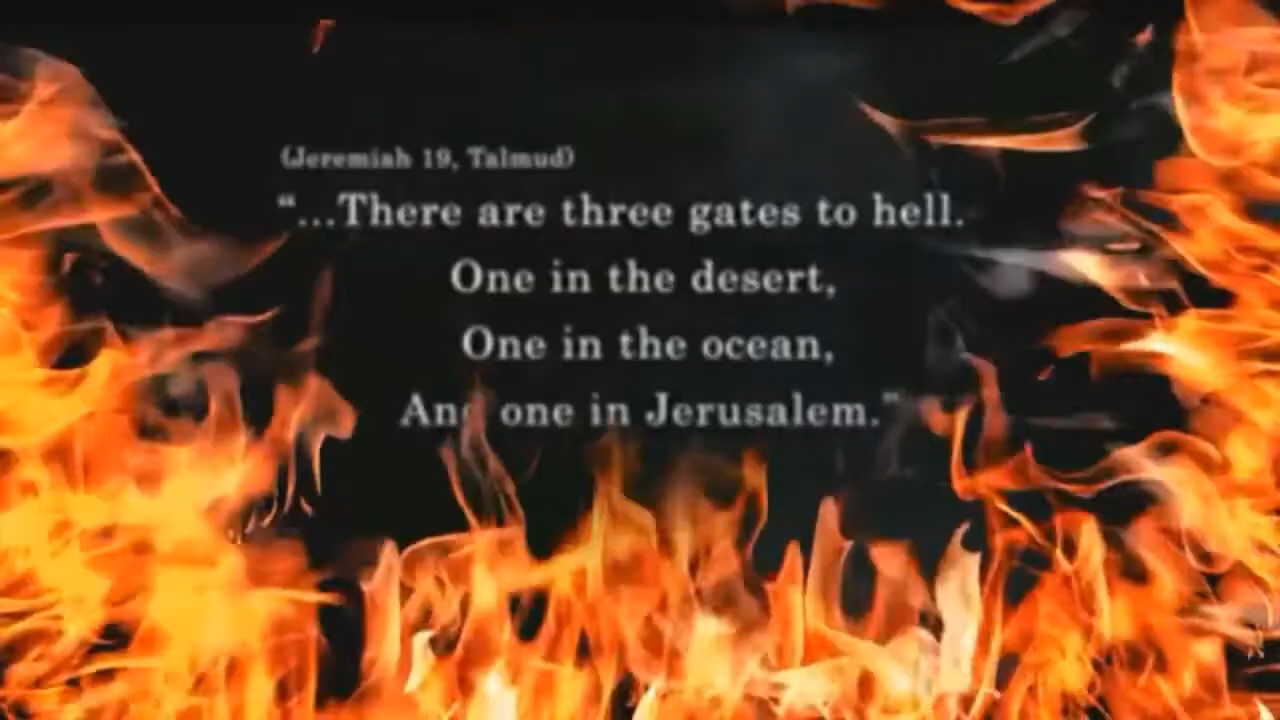 (Jeremiah 19, Talmud)
“...There are three gates to hell.
One in the desert,
One in the ocean,
And one in Jerusalem.”